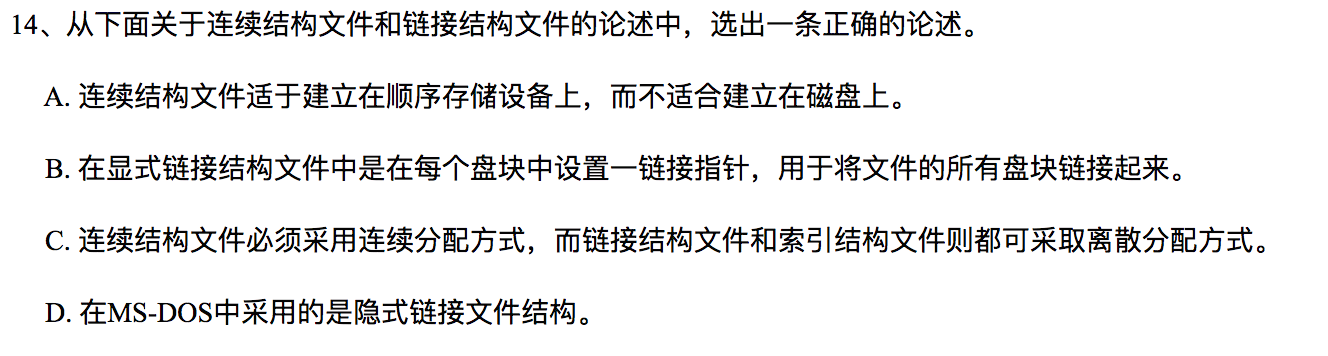 14、从下面关于连续结构文件和链接结构文件的论述中，选出一条正确的论述。
A. 连续结构文件适于建立在顺序存储设备上，而不适合建立在磁盘上。
B. 在显式链接结构文件中是在每个盘块中设置一链接指针，用于将文件的所有盘块链接起来。
C. 连续结构文件必须采用连续分配方式，而链接结构文件和索引结构文件则都可采取离散分配方式。
D. 在MS-DOS中采用的是隐式链接文件结构。